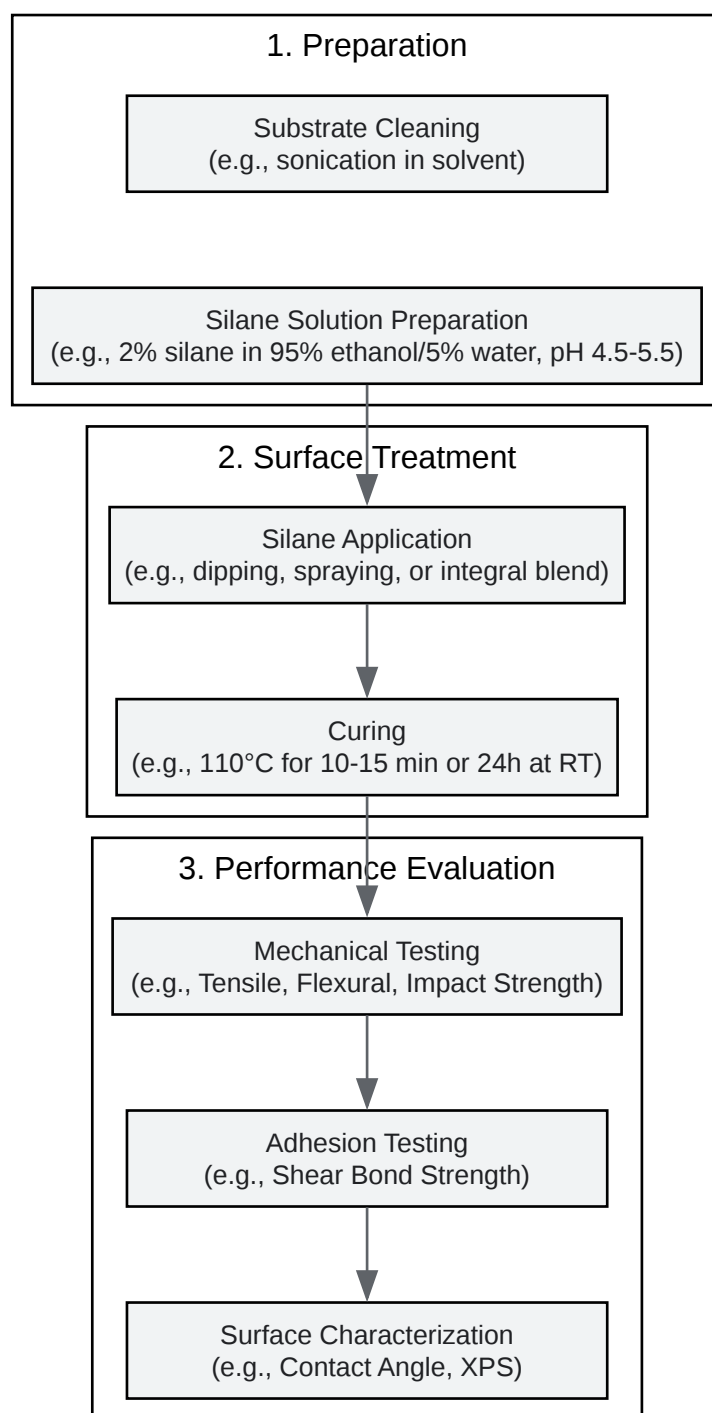 1. Preparation
Substrate Cleaning
(e.g., sonication in solvent)
Silane Solution Preparation
(e.g., 2% silane in 95% ethanol/5% water, pH 4.5-5.5)
2. Surface Treatment
Silane Application
(e.g., dipping, spraying, or integral blend)
Curing
(e.g., 110°C for 10-15 min or 24h at RT)
3. Performance Evaluation
Mechanical Testing
(e.g., Tensile, Flexural, Impact Strength)
Adhesion Testing
(e.g., Shear Bond Strength)
Surface Characterization
(e.g., Contact Angle, XPS)